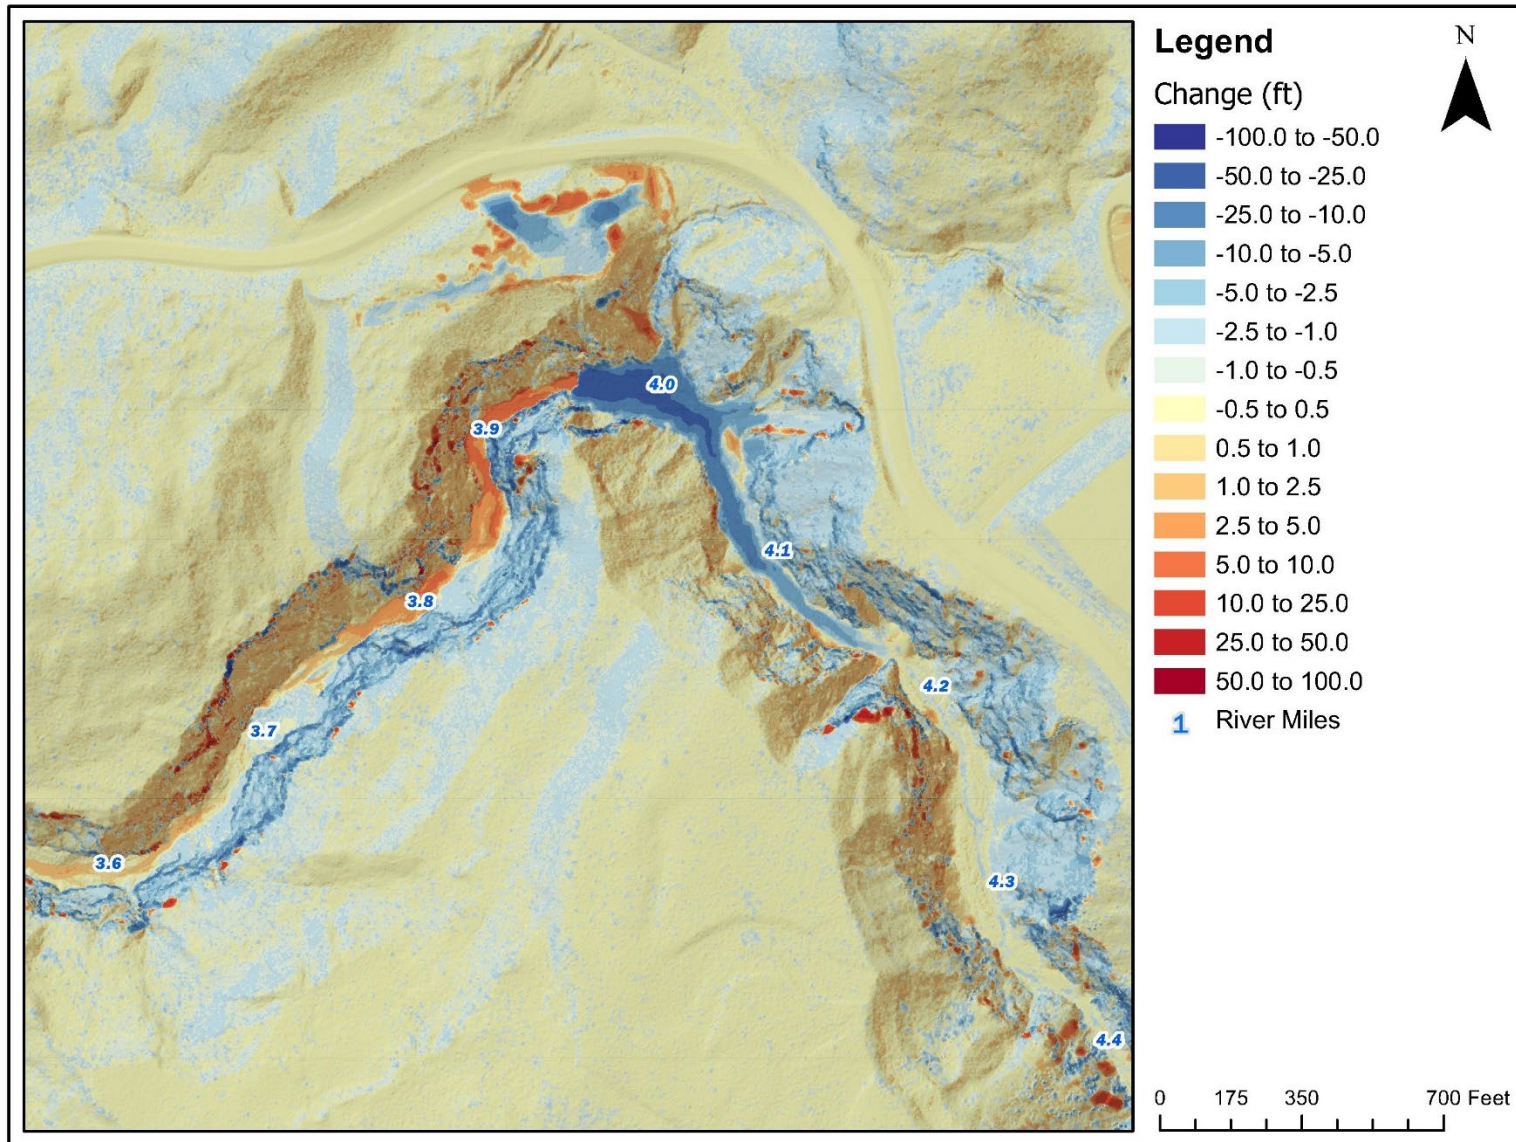 Legend
N
Change (ft)
-100.0 to -50.0
-50.0 to -25.0
-25.0 to -10.0
-10.0 to -5.0
-5.0 to -2.5
-2.5 to -1.0
-1.0 to -0.5
-0.5 to 0.5
0.5 to 1.0
1.0 to 2.5
2.5 to 5.0
5.0 to 10.0
10.0 to 25.0
25.0 to 50.0
50.0 to 100.0
1 River Miles
4.0
3.9
4.1
3.8
4.2
3.7
3.6
4.3
4.4
0 175 350 700 Feet